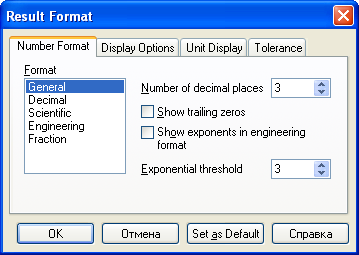 Result Format
Number Format Display Options Unit Display Tolerance
Format
General
Decimal
Scientific
Engineering
Fraction
Number of decimal places 3
Show trailing zeros
Show exponents in engineering
format
Exponential threshold 3
OK Отмена Set as Default Справка